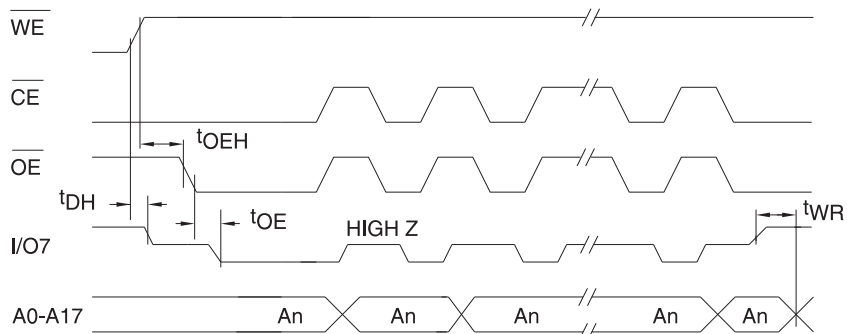 WE
CE
tOEH
OE
tDH
tOE
tWR
HIGH Z
I/O7
A0-A17 An An An An An